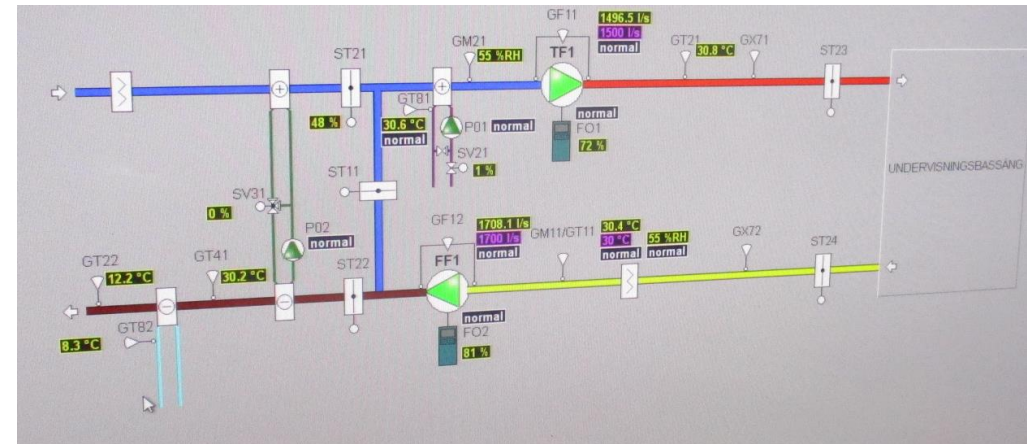 GF11
1496.5 l/s
1500 l/s
normal
TF1
GM21
55 %RH
GT21
30.8 °C
GX71
ST23
ST21
48 %
GT81
30.6 °C
normal
P01
normal
SV21
1 %
normal
FO1
72 %
ST11
UNDERVISNINGSBASSÄNG
SV31
0 %
P02
normal
GF12
1708.1 l/s
1700 l/s
normal
FF1
GM11/GT11
30.4 °C
30 °C
normal
55 %RH
normal
GX72
ST24
GT22
12.2 °C
GT41
30.2 °C
ST22
normal
FO2
81 %
GT82
8.3 °C